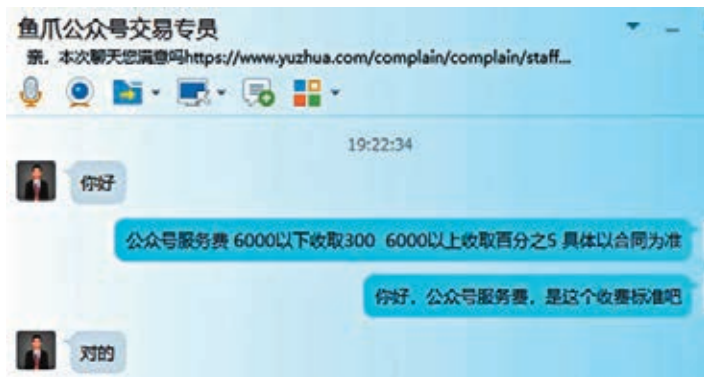 鱼爪公众号交易专员
亲，本次聊天您满意吗https://www.yuzhua.com/complain/complain/staff...
19:22:34
你好
公众号服务费 6000以下收取300 6000以上收取百分之5 具体以合同为准
你好，公众号服务费，是这个收费标准吧
对的